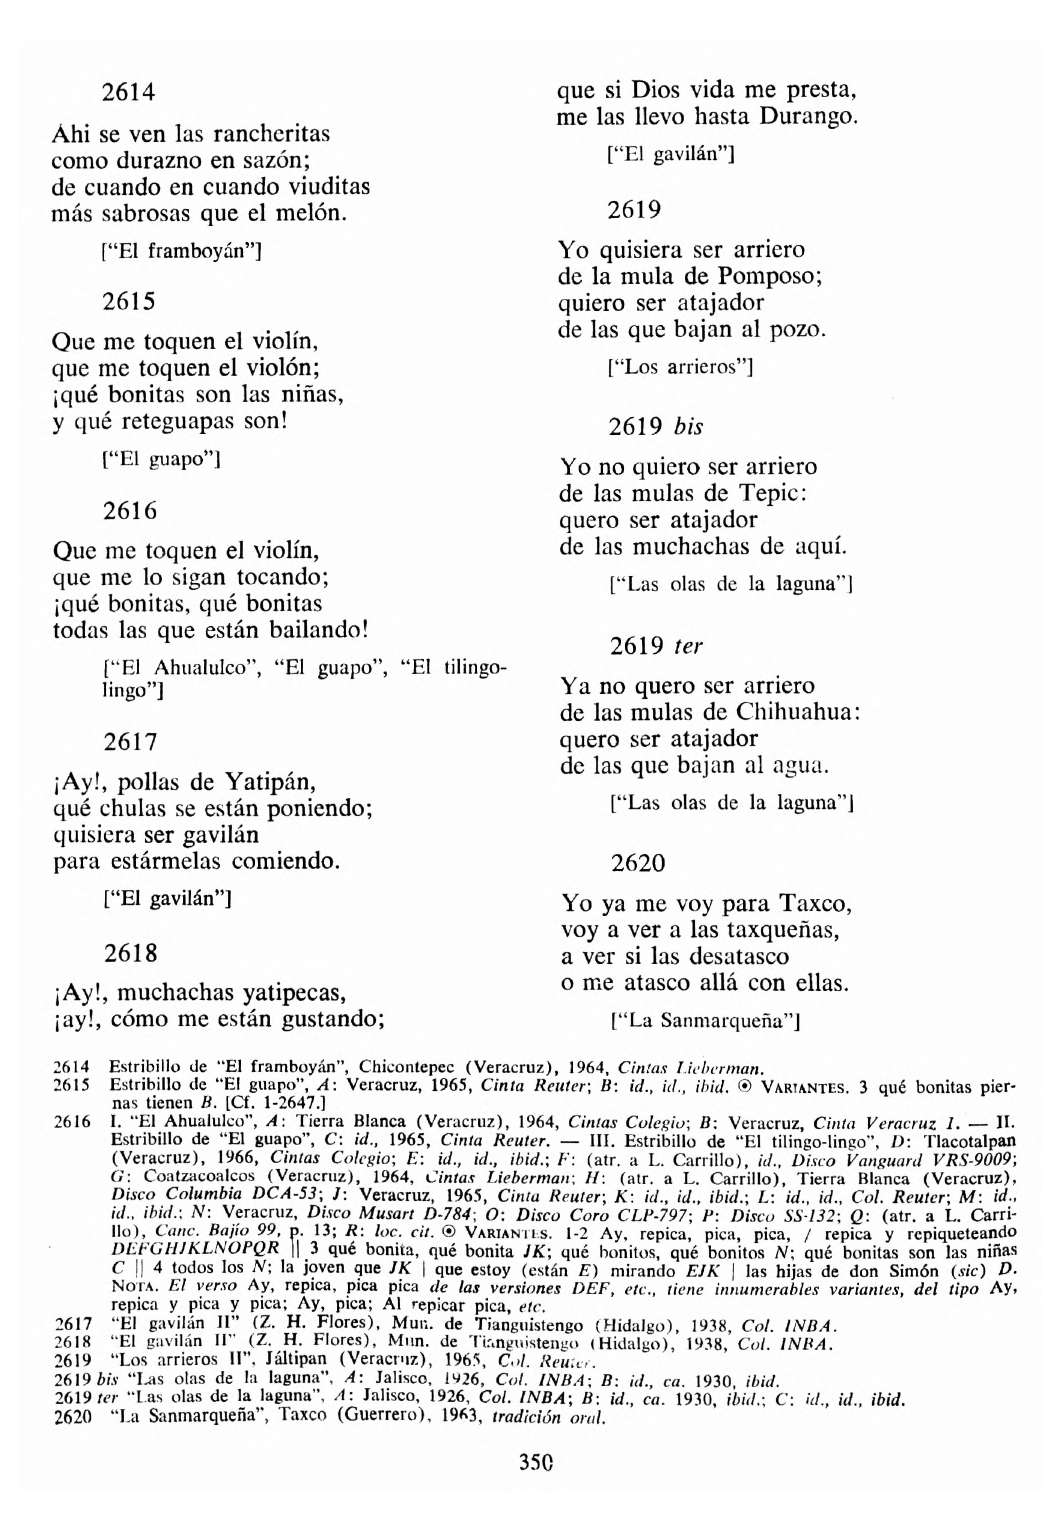 2614
Ahi se ven las rancheritas
como durazno en sazón;
de cuando en cuando viuditas
más sabrosas que el melón.
["El framboyán"]
2615
Que me toquen el violín,
que me toquen el violón;
¡qué bonitas son las niñas,
y qué reteguapas son!
["El guapo"]
2616
Que me toquen el violín,
que me lo sigan tocando;
¡qué bonitas, qué bonitas
todas las que están bailando!
["El Ahualulco", "El guapo", "El tilingo-
lingo"]
2617
¡Ay!, pollas de Yatipán,
qué chulas se están poniendo;
quisiera ser gavilán
para estármelas comiendo.
["El gavilán"]
2618
¡Ay!, muchachas yatipecas,
¡ay!, cómo me están gustando;
que si Dios vida me presta,
me las llevo hasta Durango.
["El gavilán"]
2619
Yo quisiera ser arriero
de la mula de Pomposo;
quiero ser atajador
de las que bajan al pozo.
["Los arrieros"]
2619 bis
Yo no quiero ser arriero
de las mulas de Tepic:
quero ser atajador
de las muchachas de aquí.
["Las olas de la laguna"]
2619 ter
Ya no quero ser arriero
de las mulas de Chihuahua:
quero ser atajador
de las que bajan al agua.
["Las olas de la laguna"]
2620
Yo ya me voy para Taxco,
voy a ver a las taxqueñas,
a ver si las desatasco
o me atasco allá con ellas.
["La Sanmarqueña"]
2614 Estribillo de "El framboyán", Chicontepec (Veracruz), 1964, Cintas Lieberman.
2615 Estribillo de "El guapo", A: Veracruz, 1965, Cinta Reuter; B: id., id., ibid. ⊙ VARIANTES. 3 qué bonitas pier-
nas tienen B. [Cf. 1-2647.]
2616 I. "El Ahualulco", A: Tierra Blanca (Veracruz), 1964, Cintas Colegio; B: Veracruz, Cinta Veracruz 1. — II.
Estribillo de "El guapo", C: id., 1965, Cinta Reuter. — III. Estribillo de "El tilingo-lingo", D: Tlacotalpan
(Veracruz), 1966, Cintas Colegio; E: id., id., ibid.; F: (atr. a L. Carrillo), id., Disco Vanguard VRS-9009;
G: Coatzacoalcos (Veracruz), 1964, Cintas Lieberman; H: (atr. a L. Carrillo), Tierra Blanca (Veracruz),
Disco Columbia DCA-53; J: Veracruz, 1965, Cinta Reuter; K: id., id., ibid.; L: id., id., Col. Reuter; M: id.,
id., ibid.; N: Veracruz, Disco Musart D-784; O: Disco Coro CLP-797; P: Disco SS-132; Q: (atr. a L. Carri-
llo), Canc. Bajío 99, p. 13; R: loc. cit. ⊙ VARIANTES. 1-2 Ay, repica, pica, pica, / repica y repiqueteando
DEFGHJKLNOPQR || 3 qué bonita, qué bonita JK; qué bonitos, qué bonitos N; qué bonitas son las niñas
C || 4 todos los N; la joven que JK | que estoy (están E) mirando EJK | las hijas de don Simón (sic) D.
NOTA. El verso Ay, repica, pica pica de las versiones DEF, etc., tiene innumerables variantes, del tipo Ay,
repica y pica y pica; Ay, pica; Al repicar pica, etc.
2617 "El gavilán II" (Z. H. Flores), Mun. de Tianguistengo (Hidalgo), 1938, Col. INBA.
2618 "El gavilán II" (Z. H. Flores), Mun. de Tianguistengo (Hidalgo), 1938, Col. INBA.
2619 "Los arrieros II", Jáltipan (Veracruz), 1965, Col. Reuter.
2619 bis "Las olas de la laguna", A: Jalisco, 1926, Col. INBA; B: id., ca. 1930, ibid.
2619 ter "Las olas de la laguna", A: Jalisco, 1926, Col. INBA; B: id., ca. 1930, ibid.; C: id., id., ibid.
2620 "La Sanmarqueña", Taxco (Guerrero), 1963, tradición oral.
350